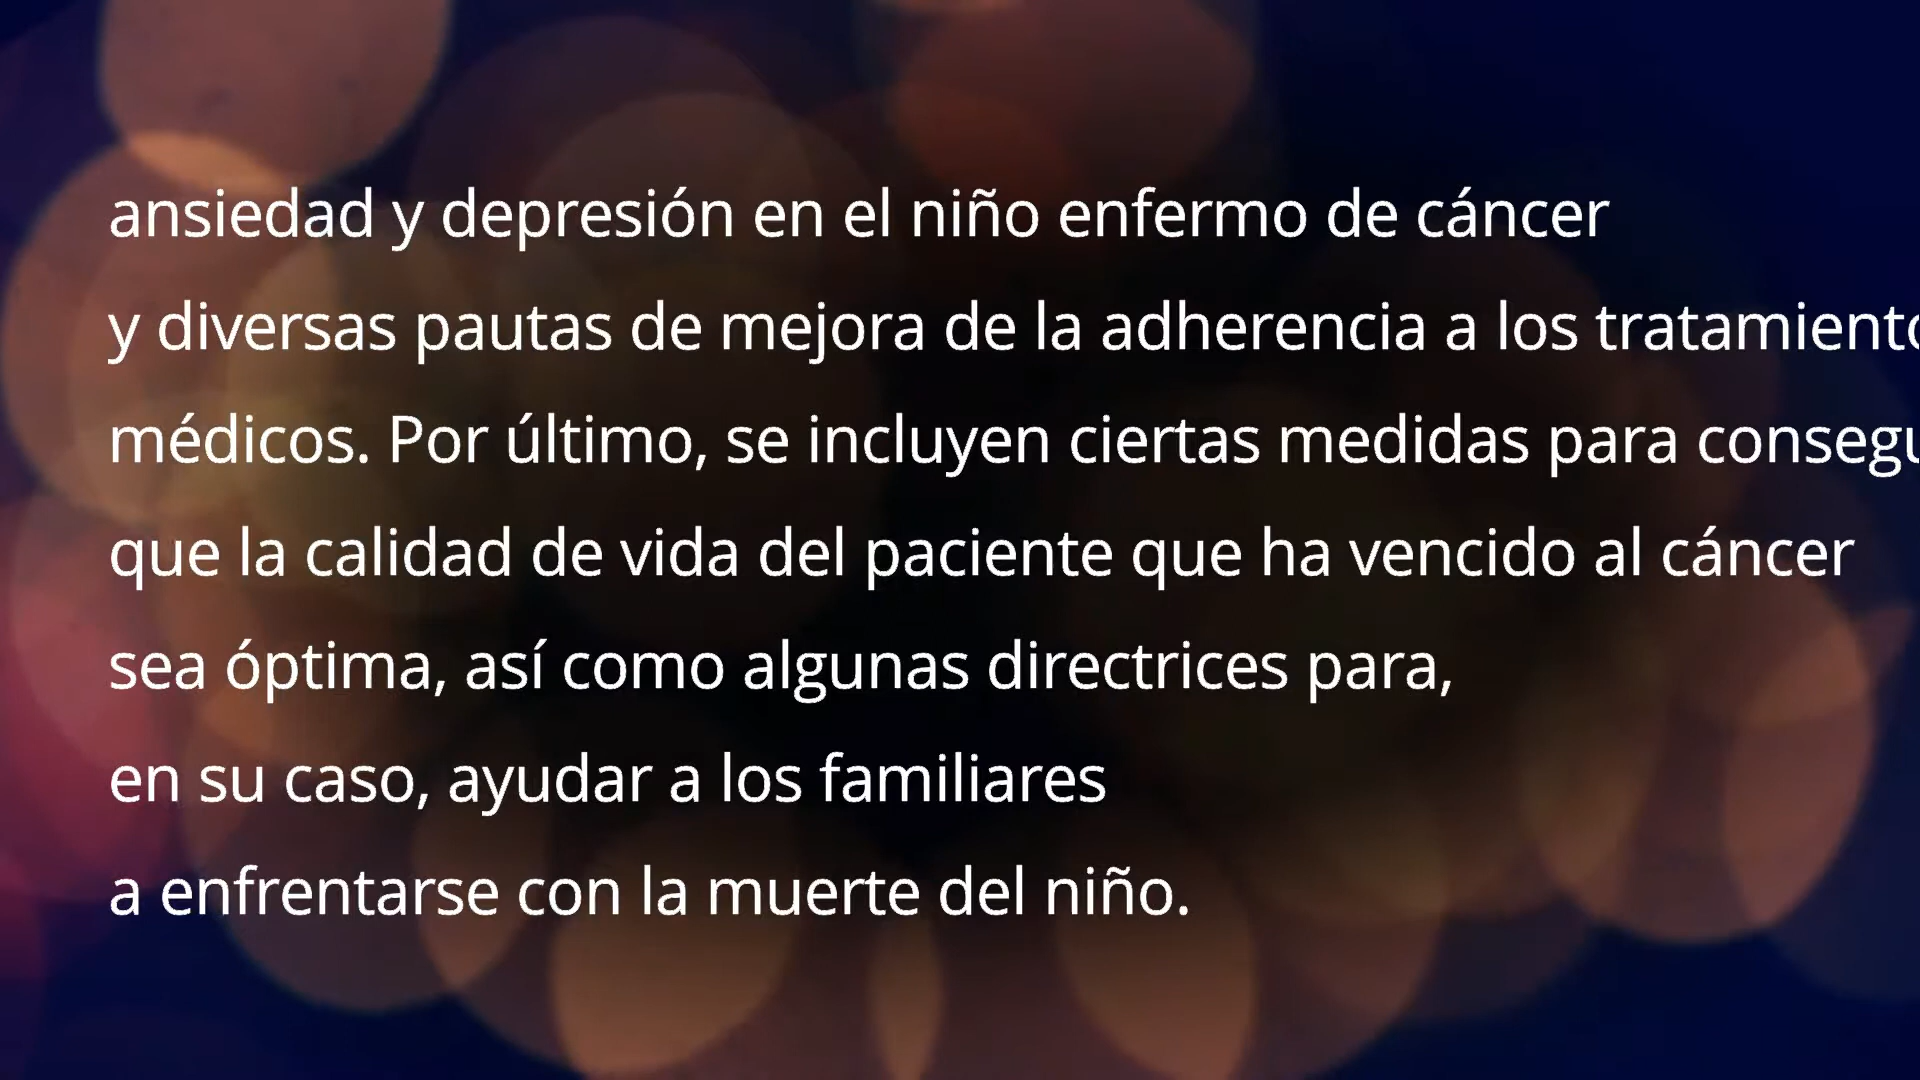 ansiedad y depresión en el niño enfermo de cáncer
y diversas pautas de mejora de la adherencia a los
médicos. Por último, se incluyen ciertas medidas para
que la calidad de vida del paciente que ha vencido al cáncer
sea óptima, así como algunas directrices para,
en su caso, ayudar a los familiares
a enfrentarse con la muerte del niño.